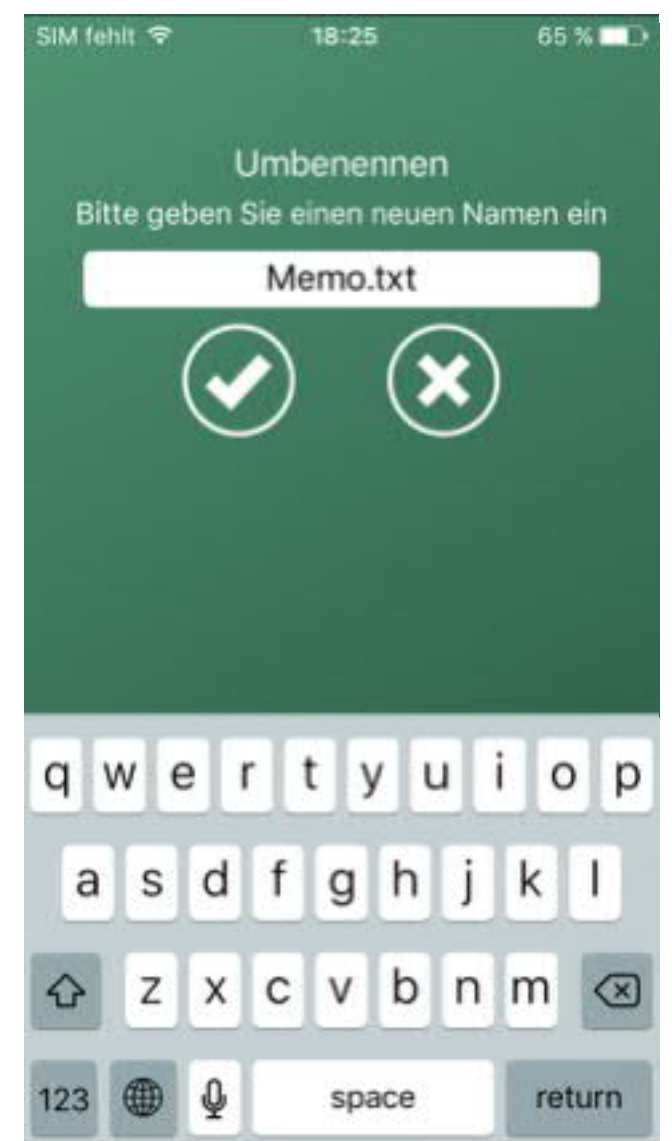 SIM fehlt 18:25 65 %
Umbenennen
Bitte geben Sie einen neuen Namen ein
Memo.txt
q w e r t y u i o p
a s d f g h j k l
z x c v b n m
123 space return